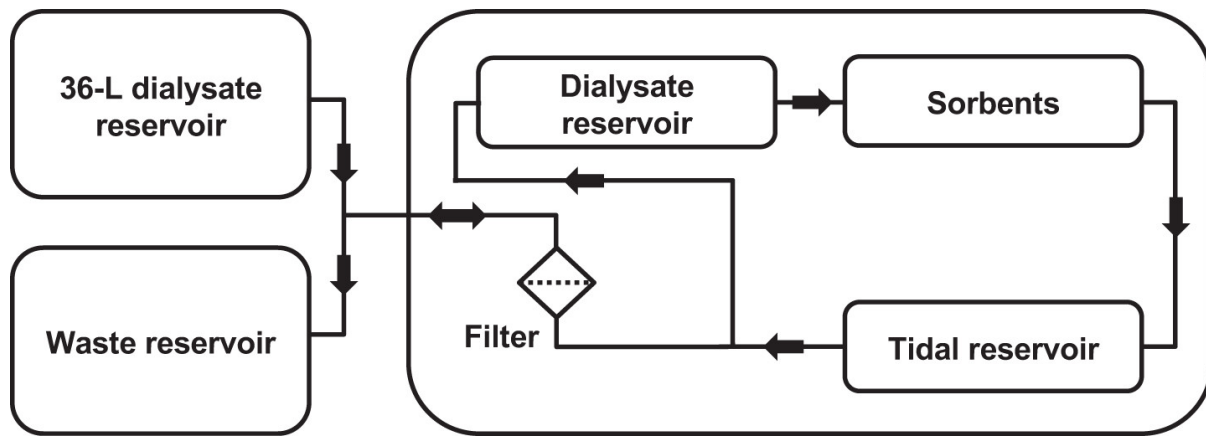 36-L dialysate
reservoir
Dialysate
reservoir
Sorbents
Waste reservoir
Filter
Tidal reservoir